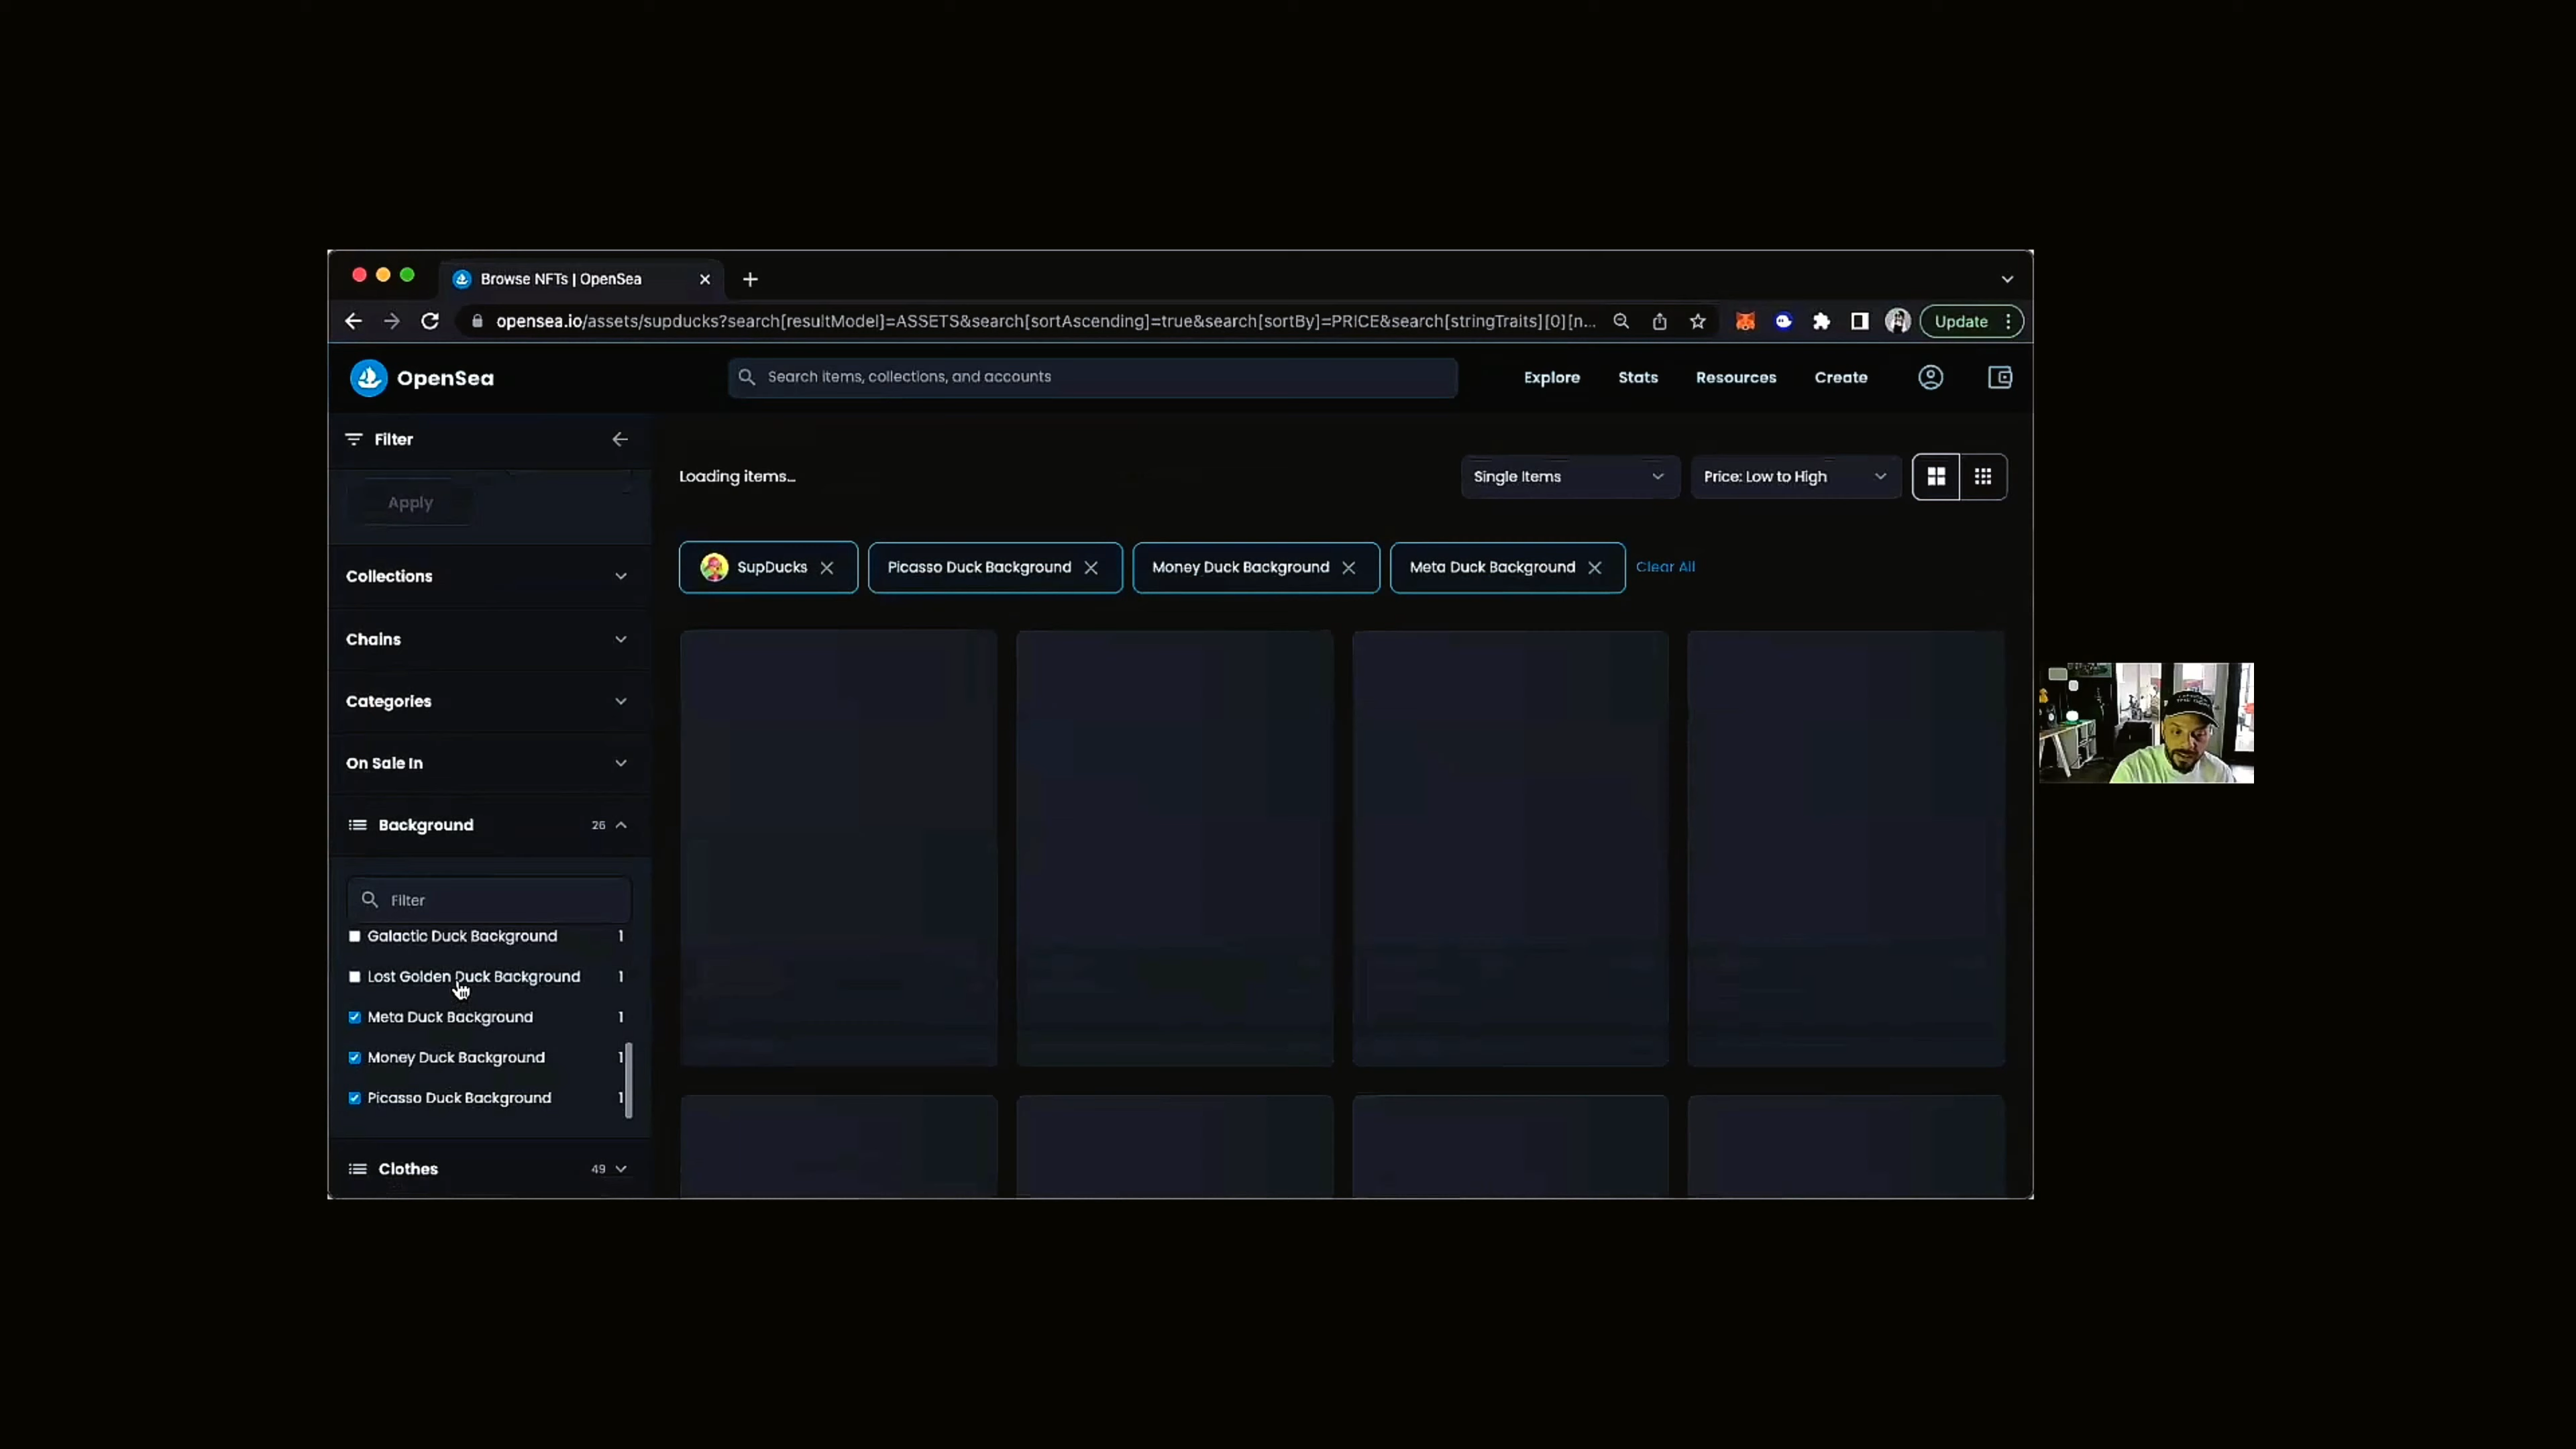 Browse NFTs | OpenSea
opensea.io/assets/supducks?search[resultModel]=ASSETS&search[sortAscending]=true&search[sortBy]=PRICE&search[stringTraits][0][n...
Update
OpenSea
Search items, collections, and accounts
Explore
Stats
Resources
Create
Filter
Apply
Loading items...
Single Items
Price: Low to High
SupDucks
Picasso Duck Background
Money Duck Background
Meta Duck Background
Clear All
Collections
Chains
Categories
On Sale In
Background 26
Filter
Galactic Duck Background 1
Lost Golden Duck Background 1
Meta Duck Background 1
Money Duck Background 1
Picasso Duck Background 1
Clothes 49